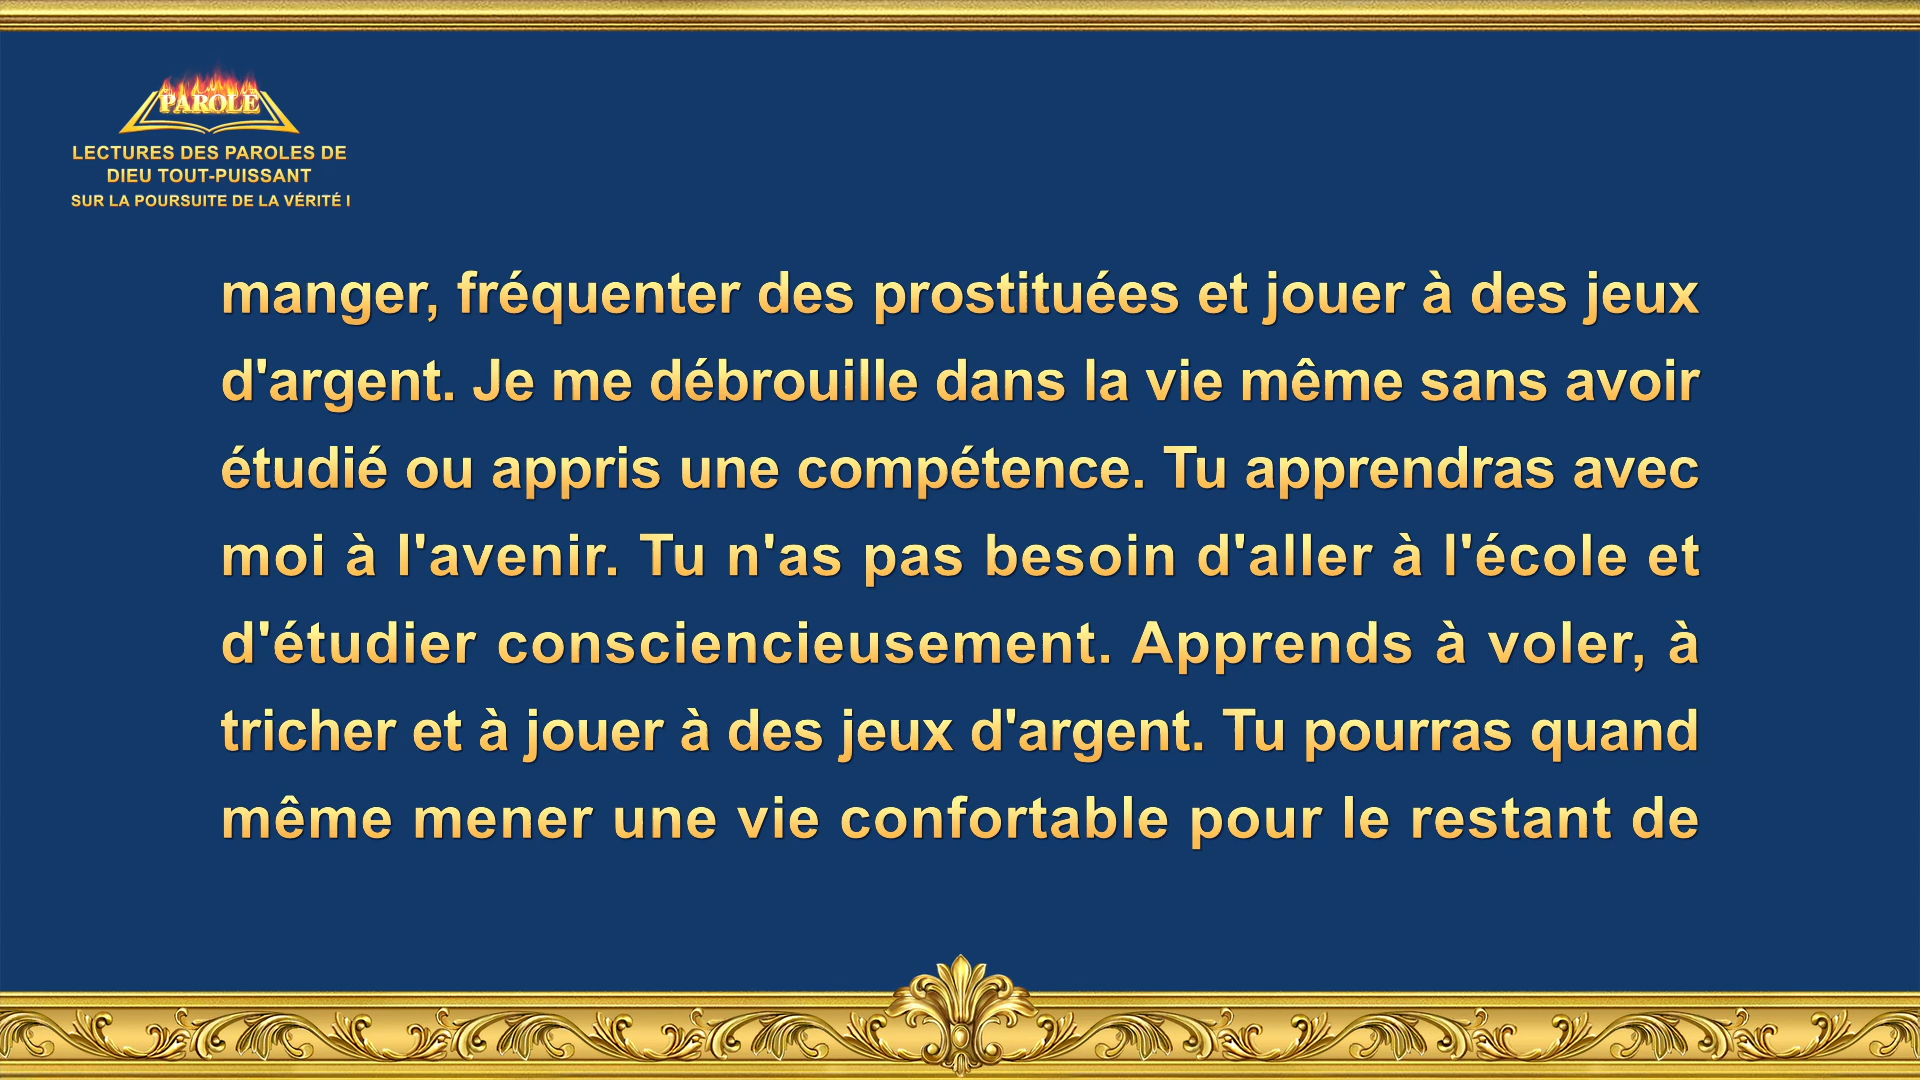 PAROLE
LECTURES DES PAROLES DE
DIEU TOUT-PUISSANT
SUR LA POURSUITE DE LA VÉRITÉ I
manger, fréquenter des prostituées et jouer à des jeux
d'argent. Je me débrouille dans la vie même sans avoir
étudié ou appris une compétence. Tu apprendras avec
moi à l'avenir. Tu n'as pas besoin d'aller à l'école et
d'étudier consciencieusement. Apprends à voler, à
tricher et à jouer à des jeux d'argent. Tu pourras quand
même mener une vie confortable pour le restant de